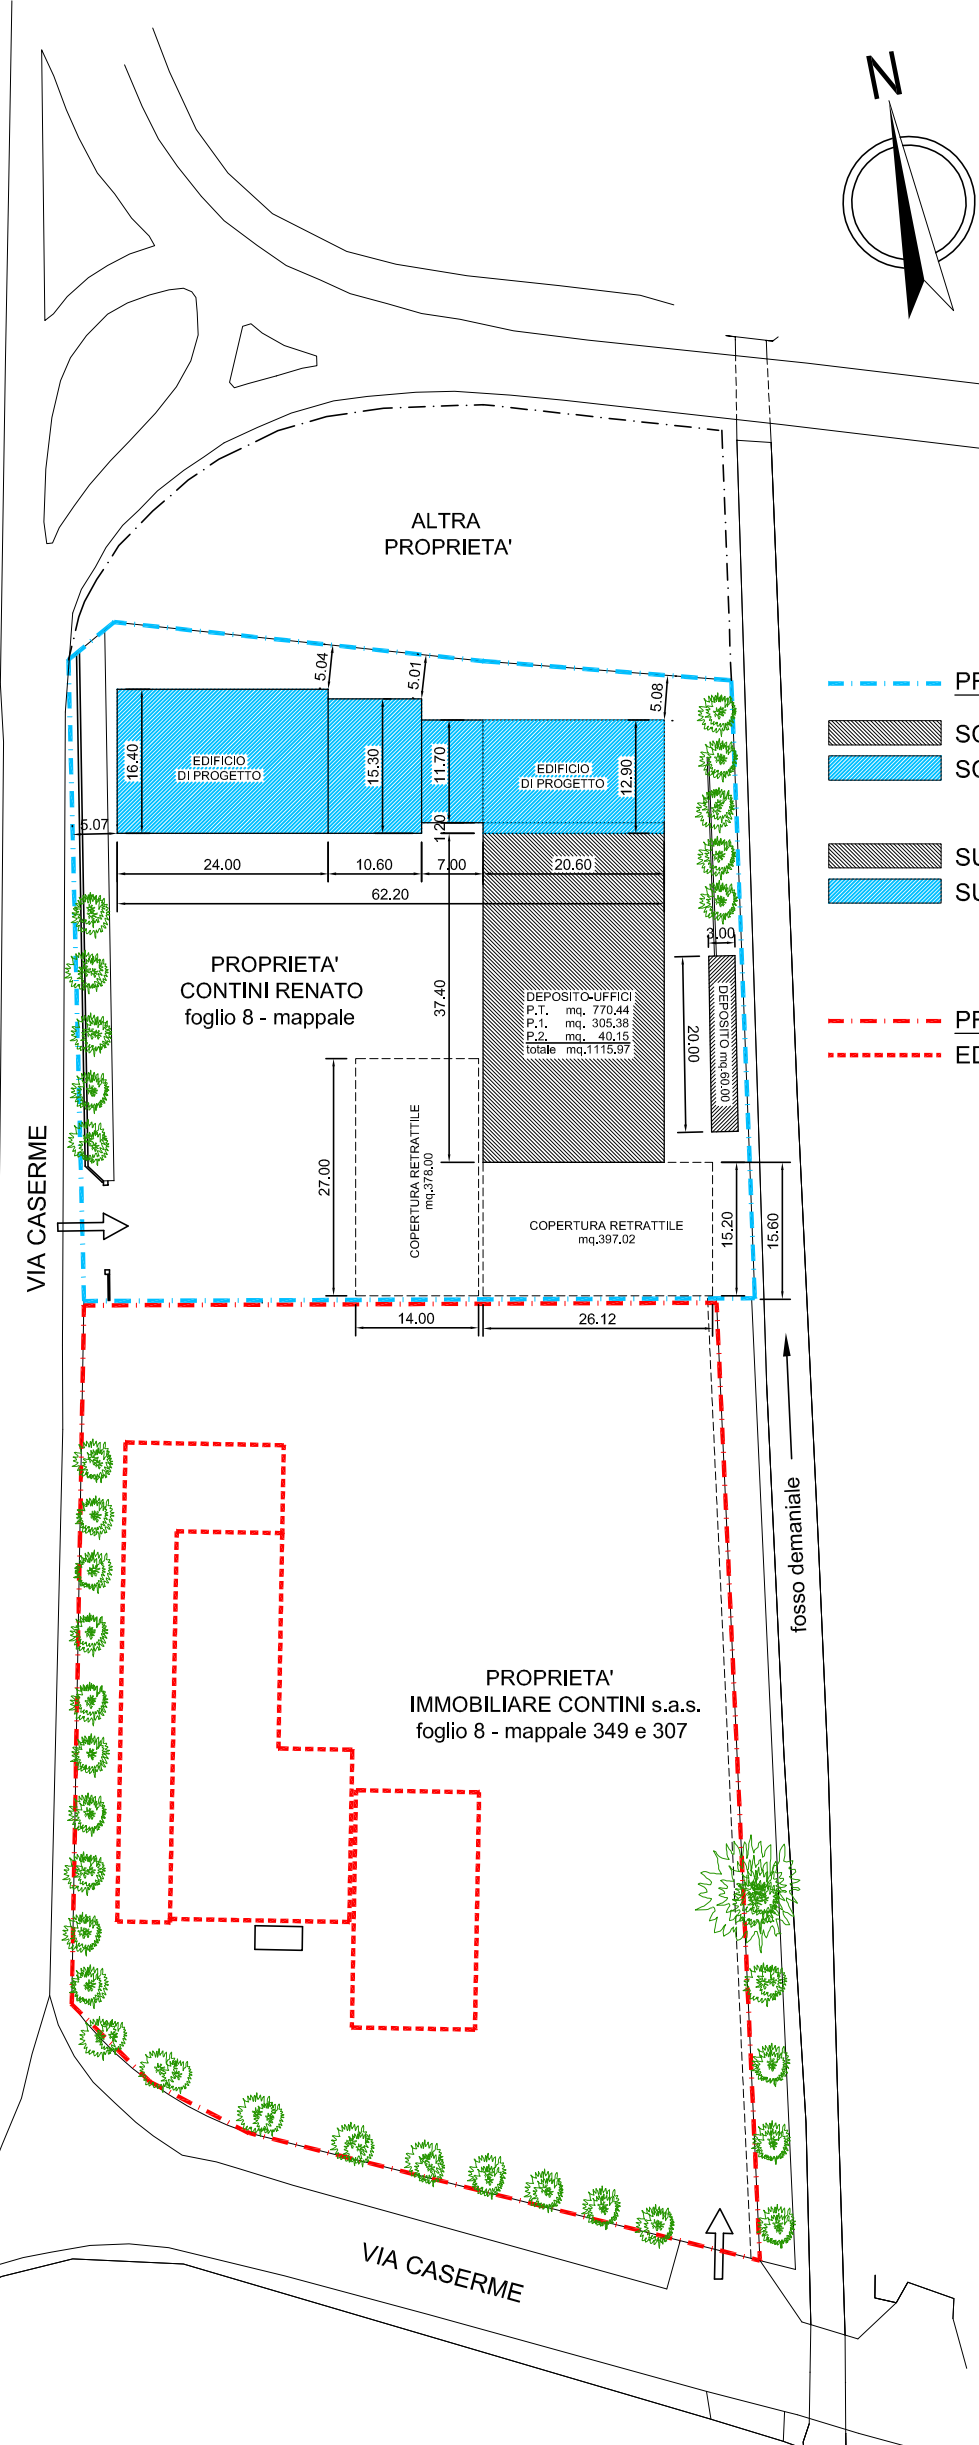 N
ALTRA
PROPRIETA'
5.04
5.01
5.08
16.40
EDIFICIO
DI PROGETTO
15.30
11.70
EDIFICIO
DI PROGETTO
12.90
5.07
1.20
24.00
10.60
7.00
20.60
62.20
3.00
PROPRIETA'
CONTINI RENATO
foglio 8 - mappale
37.40
DEPOSITO-UFFICI
P.T. mq. 770.44
P.1. mq. 305.38
P.2. mq. 40.15
totale mq.1115.97
20.00
DEPOSITO mq.60.00
27.00
COPERTURA RETRATTILE
mq.378.00
VIA CASERME
COPERTURA RETRATTILE
mq.397.02
15.20
15.60
14.00
26.12
fosso demaniale
PROPRIETA'
IMMOBILIARE CONTINI s.a.s.
foglio 8 - mappale 349 e 307
VIA CASERME